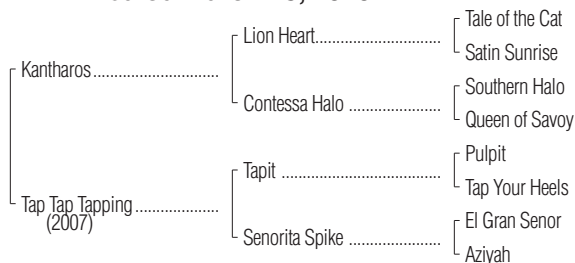 Tale of the Cat
Lion Heart
Satin Sunrise
Kantharos
Southern Halo
Contessa Halo
Queen of Savoy
Pulpit
Tapit
Tap Your Heels
Tap Tap Tapping
(2007)
El Gran Senor
Senorita Spike
Aziyah